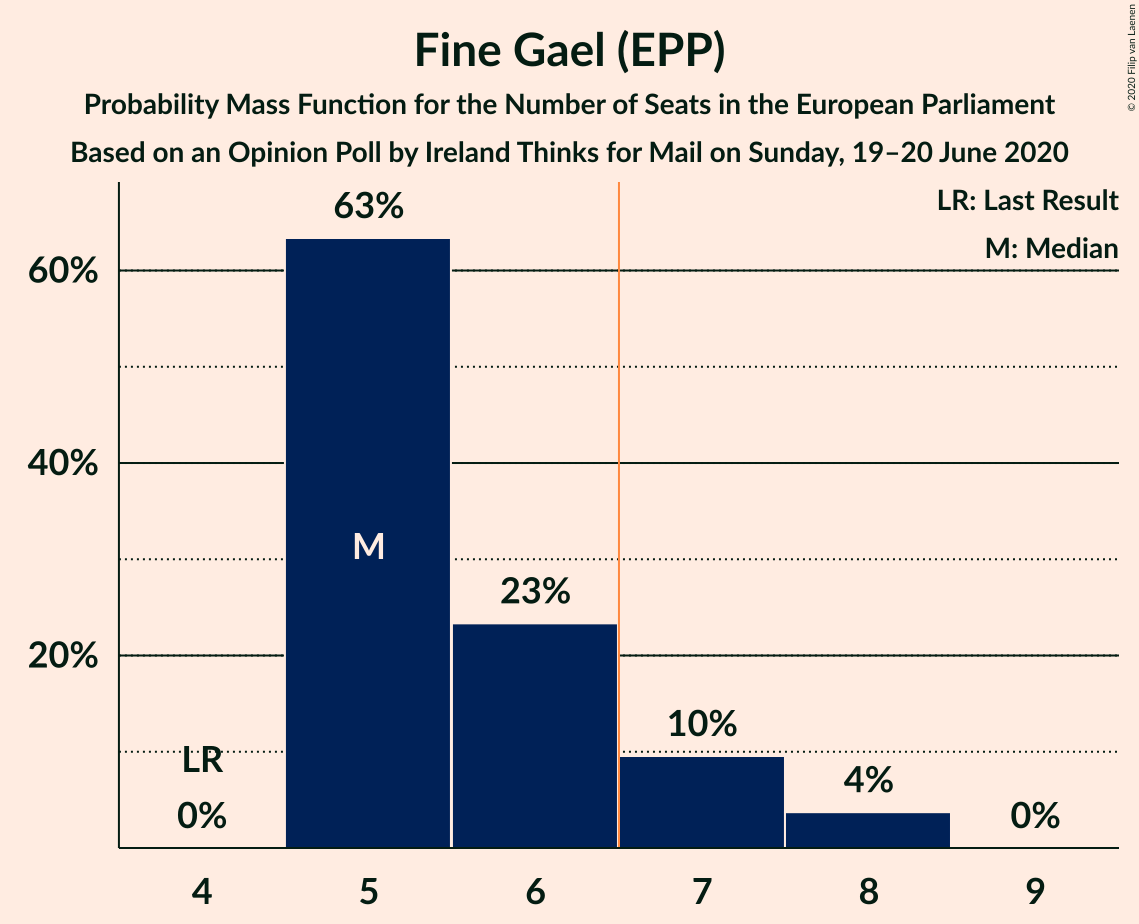 Fine Gael (EPP)
Probability Mass Function for the Number of Seats in the European Parliament
Based on an Opinion Poll by Ireland Thinks for Mail on Sunday, 19–20 June 2020
© 2020 Filip van Laenen
LR: Last Result
M: Median
60%
40%
20%
63%
M
23%
10%
4%
LR
0%
0%
4
5
6
7
8
9